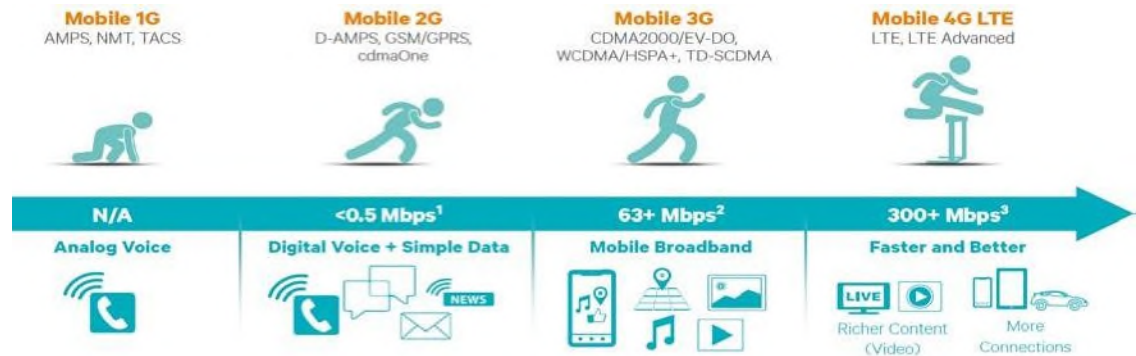 Mobile 1G
AMPS, NMT, TACS
Mobile 2G
D-AMPS, GSM/GPRS,
cdmaOne
Mobile 3G
CDMA2000/EV-DO,
WCDMA/HSPA+, TD-SCDMA
Mobile 4G LTE
LTE, LTE Advanced
N/A
<0.5 Mbps¹
63+ Mbps²
300+ Mbps³
Analog Voice
Digital Voice + Simple Data
NEWS
Mobile Broadband
Faster and Better
LIVE
Richer Content
(Video)
More
Connections